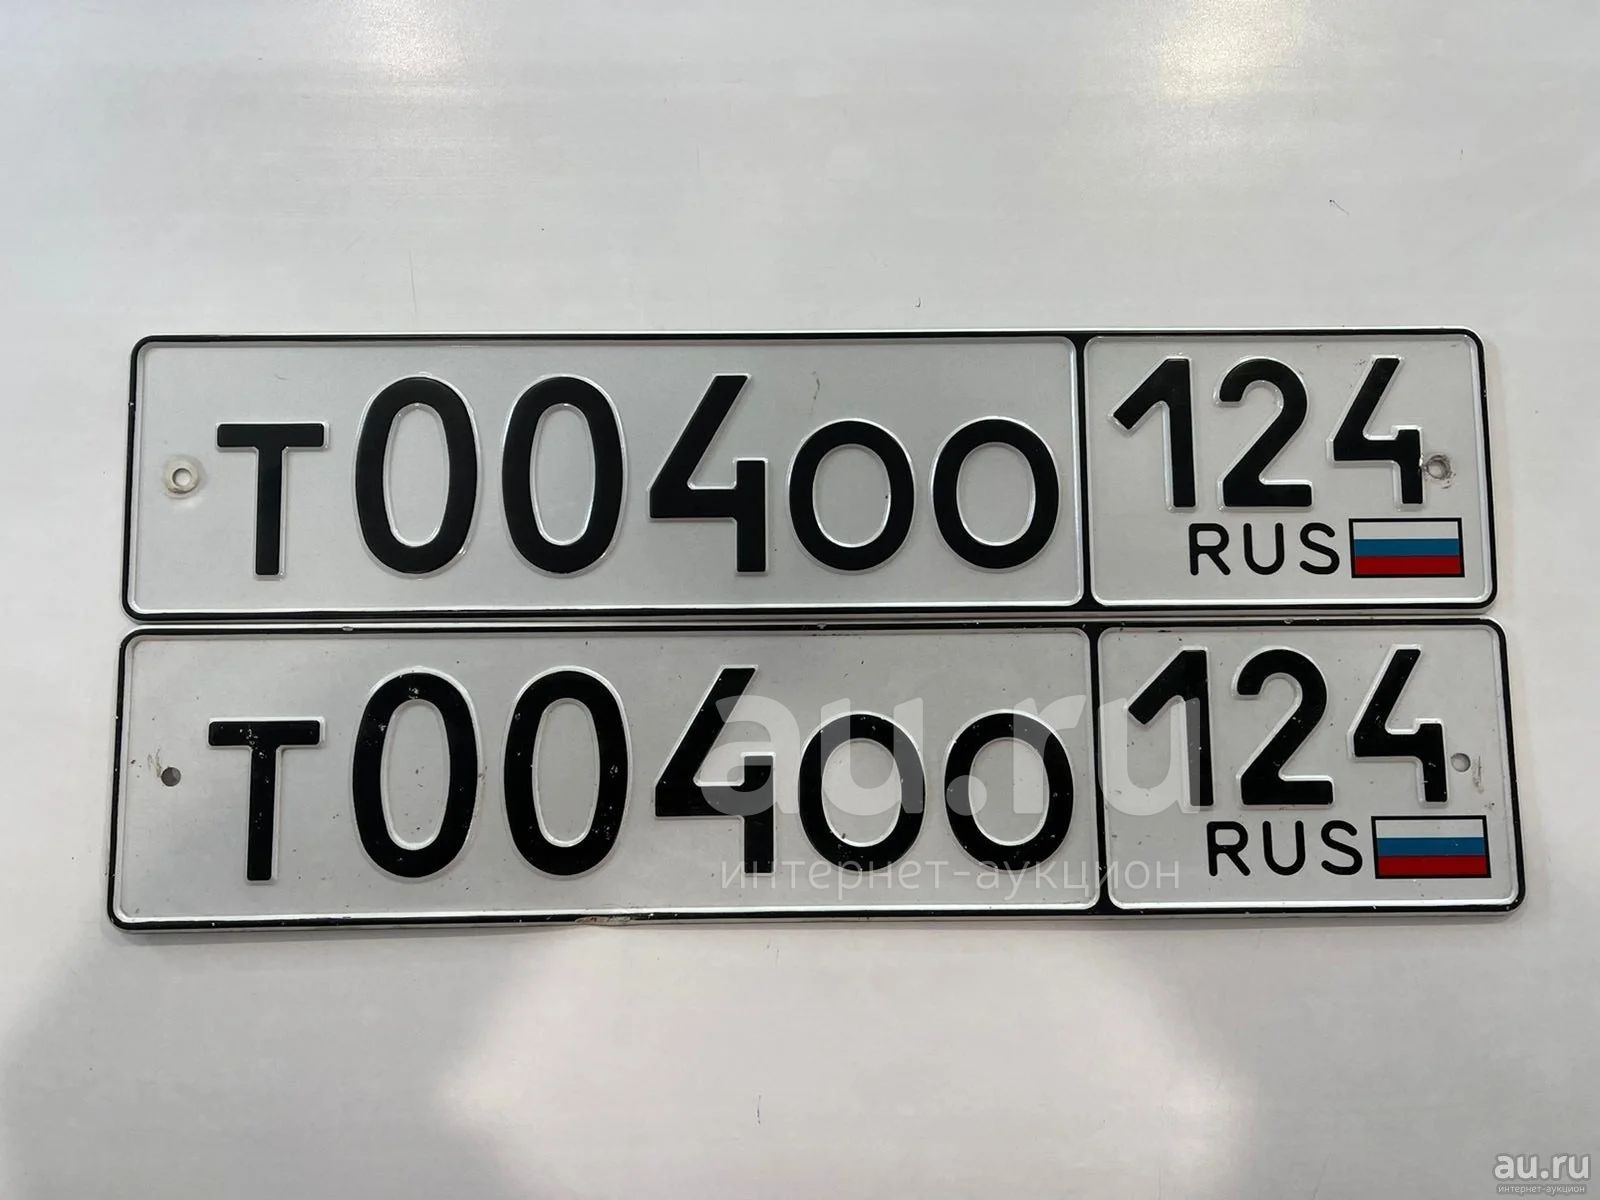 Т004ОО 124
RUS
Т004ОО 124
RUS
au.ru
интернет-аукцион
au.ru
интернет-аукцион